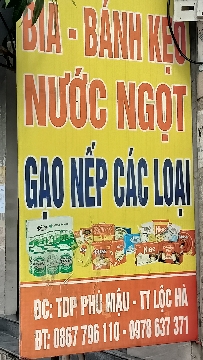 BIA - BÁNH KẸO
NƯỚC NGỌT
GẠO NẾP CÁC LOẠI
ĐC: TDP PHÚ MẬU - TT LỘC HÀ
ĐT: 0867 796 110 - 0978 637 371